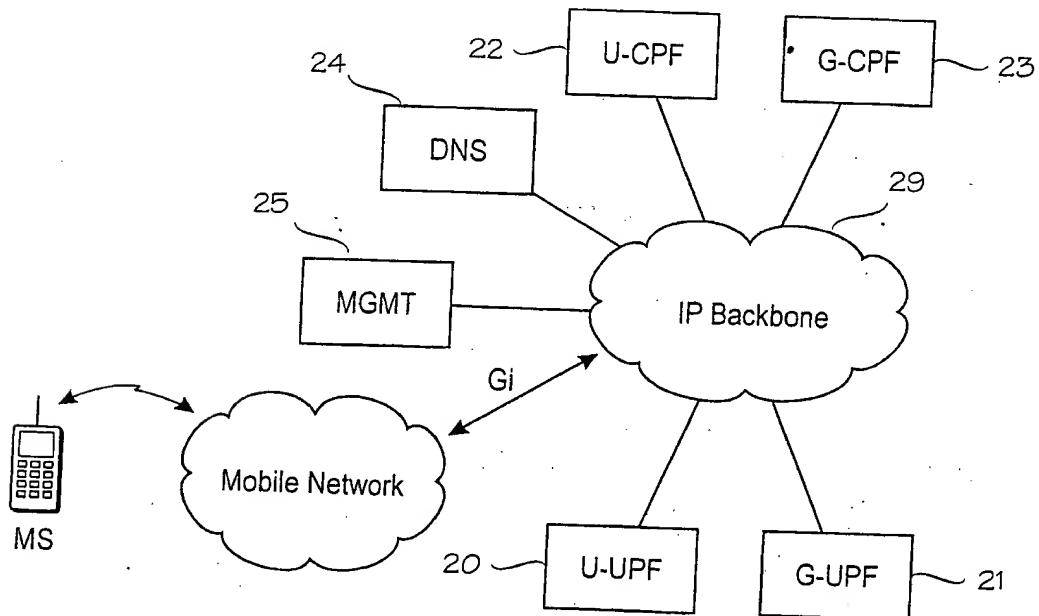 22
U-CPF
G-CPF
23
24
DNS
29
25
MGMT
IP Backbone
Gi
Mobile Network
MS
20
U-UPF
G-UPF
21